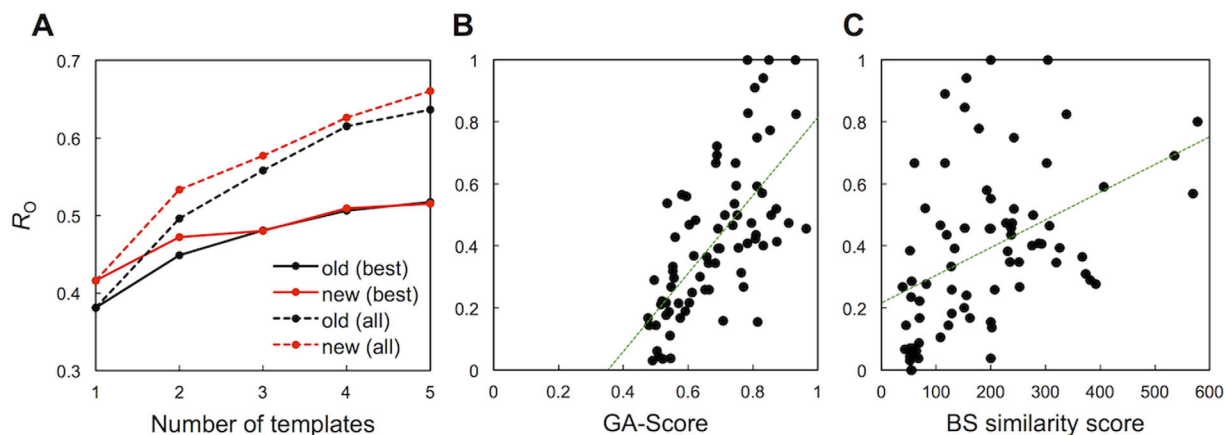 A
B
C
0.7
0.6
0.5
0.4
0.3
R_O
1 2 3 4 5
Number of templates
old (best)
new (best)
old (all)
new (all)
1
0.8
0.6
0.4
0.2
0
0 0.2 0.4 0.6 0.8 1
GA-Score
1
0.8
0.6
0.4
0.2
0
0 100 200 300 400 500 600
BS similarity score